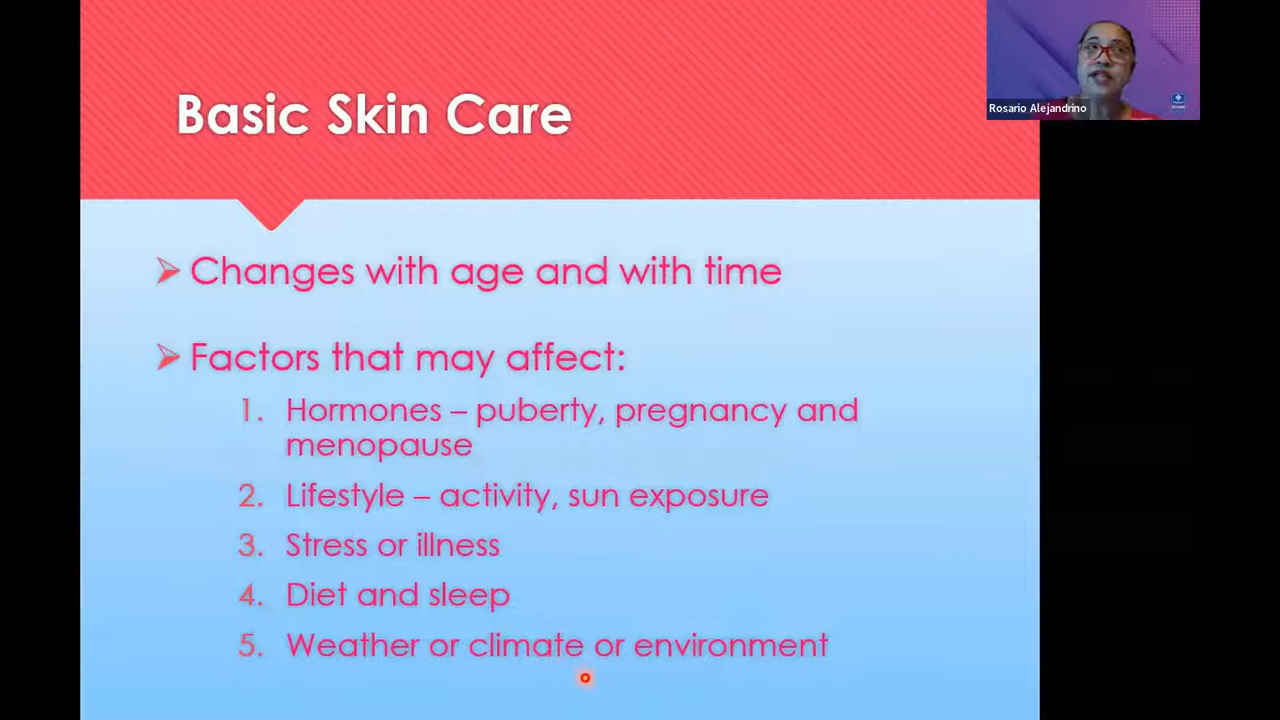 Basic Skin Care
Rosario Alejandrino
Changes with age and with time
Factors that may affect:
1. Hormones – puberty, pregnancy and
menopause
2. Lifestyle – activity, sun exposure
3. Stress or illness
4. Diet and sleep
5. Weather or climate or environment